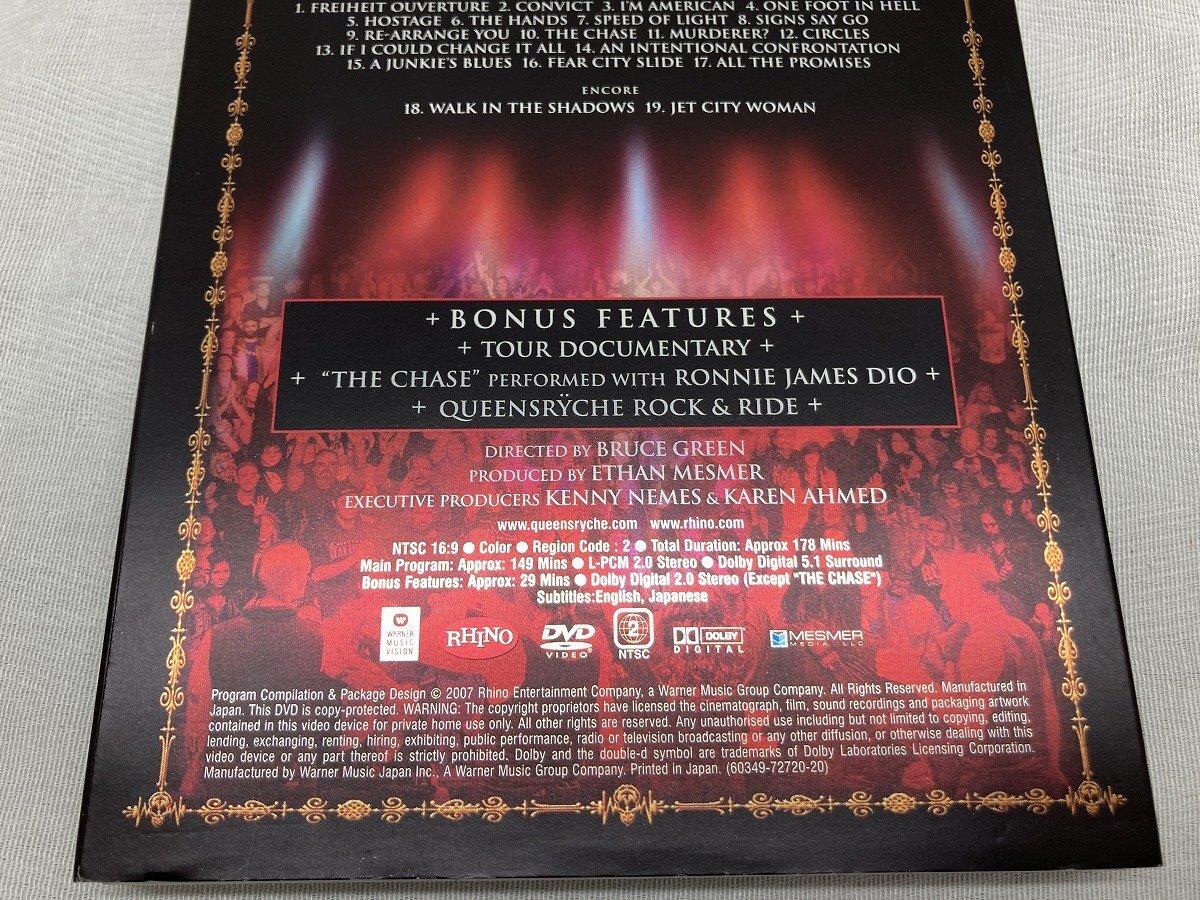 1. FREIHEIT OUVERTURE 2. CONVICT 3. I'M AMERICAN 4. ONE FOOT IN HELL
5. HOSTAGE 6. THE HANDS 7. SPEED OF LIGHT 8. SIGNS SAY GO
9. RE-ARRANGE YOU 10. THE CHASE 11. MURDERER? 12. CIRCLES
13. IF I COULD CHANGE IT ALL 14. AN INTENTIONAL CONFRONTATION
15. A JUNKIE'S BLUES 16. FEAR CITY SLIDE 17. ALL THE PROMISES
ENCORE
18. WALK IN THE SHADOWS 19. JET CITY WOMAN
+ BONUS FEATURES +
+ TOUR DOCUMENTARY +
+ "THE CHASE" PERFORMED WITH RONNIE JAMES DIO +
+ QUEENSRŸCHE ROCK & RIDE +
DIRECTED BY BRUCE GREEN
PRODUCED BY ETHAN MESMER
EXECUTIVE PRODUCERS KENNY NEMES & KAREN AHMED
www.queensryche.com www.rhino.com
NTSC 16:9 ● Color ● Region Code : 2 ● Total Duration: Approx 178 Mins
Main Program: Approx: 149 Mins ● L-PCM 2.0 Stereo ● Dolby Digital 5.1 Surround
Bonus Features: Approx: 29 Mins ● Dolby Digital 2.0 Stereo (Except "THE CHASE")
Subtitles:English, Japanese
WARNER MUSIC VISION RHINO DVD VIDEO 2 NTSC DOLBY DIGITAL MESMER MEDIA, LLC
Program Compilation & Package Design © 2007 Rhino Entertainment Company, a Warner Music Group Company. All Rights Reserved. Manufactured in
Japan. This DVD is copy-protected. WARNING: The copyright proprietors have licensed the cinematograph, film, sound recordings and packaging artwork
contained in this video device for private home use only. All other rights are reserved. Any unauthorised use including but not limited to copying, editing,
lending, exchanging, renting, hiring, exhibiting, public performance, radio or television broadcasting or any other diffusion, or otherwise dealing with this
video device or any part thereof is strictly prohibited. Dolby and the double-d symbol are trademarks of Dolby Laboratories Licensing Corporation.
Manufactured by Warner Music Japan Inc., A Warner Music Group Company. Printed in Japan. (60349-72720-20)